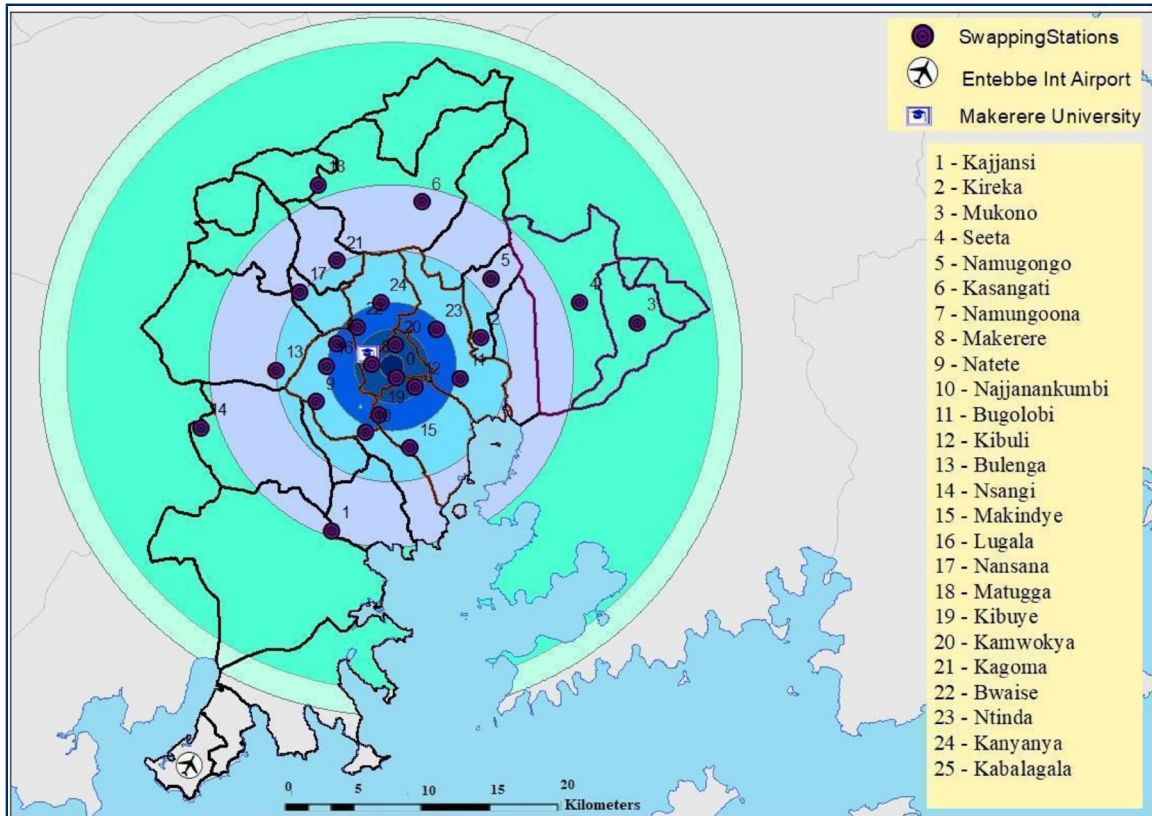 SwappingStations
Entebbe Int Airport
Makerere University
1 - Kajjansi
2 - Kireka
3 - Mukono
4 - Seeta
5 - Namugongo
6 - Kasangati
7 - Namungoona
8 - Makerere
9 - Natete
10 - Najjanankumbi
11 - Bugolobi
12 - Kibuli
13 - Bulenga
14 - Nsangi
15 - Makindye
16 - Lugala
17 - Nansana
18 - Matugga
19 - Kibuye
20 - Kamwokya
21 - Kagoma
22 - Bwaise
23 - Ntinda
24 - Kanyanya
25 - Kabalagala
18
6
21
5
17
24
4
3
23
22
2
20
16
8
0
13
11
12
9
19
14
15
1
0
5
10
15
20
Kilometers